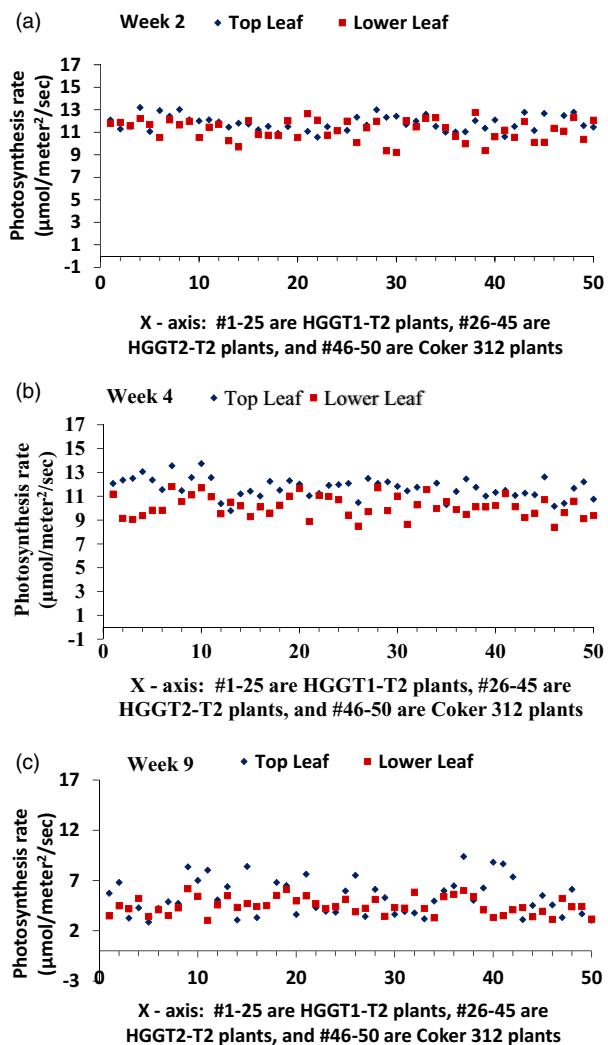 (a)
Week 2
Top Leaf
Lower Leaf
Photosynthesis rate
(µmol/meter²/sec)
17
15
13
11
9
7
5
3
1
-1
0
10
20
30
40
50
X - axis: #1-25 are HGGT1-T2 plants, #26-45 are
HGGT2-T2 plants, and #46-50 are Coker 312 plants
(b)
Week 4
Top Leaf
Lower Leaf
Photosynthesis rate
(µmol/meter²/sec)
17
15
13
11
9
7
5
3
1
-1
0
10
20
30
40
50
X - axis: #1-25 are HGGT1-T2 plants, #26-45 are
HGGT2-T2 plants, and #46-50 are Coker 312 plants
(c)
Week 9
Top Leaf
Lower Leaf
Photosynthesis rate
(µmol/meter²/sec)
17
12
7
2
-3
0
10
20
30
40
50
X - axis: #1-25 are HGGT1-T2 plants, #26-45 are
HGGT2-T2 plants, and #46-50 are Coker 312 plants